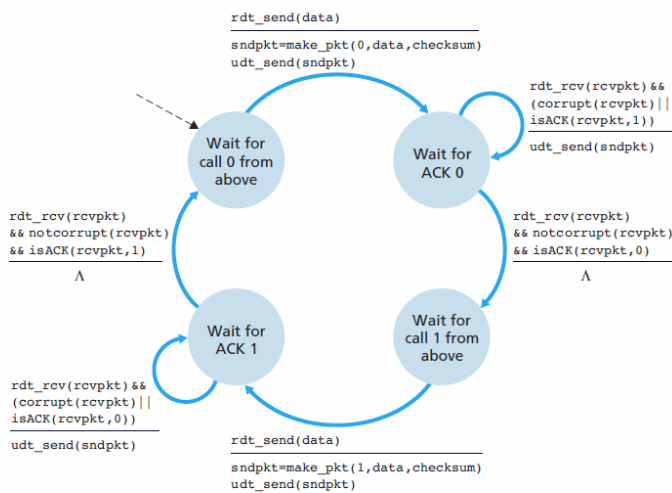 rdt_send(data)
sndpkt=make_pkt(0,data,checksum)
udt_send(sndpkt)
rdt_rcv(rcvpkt)&&
(corrupt(rcvpkt)||
isACK(rcvpkt,1))
udt_send(sndpkt)
Wait for
call 0 from
above
Wait for
ACK 0
rdt_rcv(rcvpkt)
&& notcorrupt(rcvpkt)
&& isACK(rcvpkt,1)
Λ
rdt_rcv(rcvpkt)
&& notcorrupt(rcvpkt)
&& isACK(rcvpkt,0)
Λ
Wait for
ACK 1
Wait for
call 1 from
above
rdt_rcv(rcvpkt)&&
(corrupt(rcvpkt)||
isACK(rcvpkt,0))
udt_send(sndpkt)
rdt_send(data)
sndpkt=make_pkt(1,data,checksum)
udt_send(sndpkt)